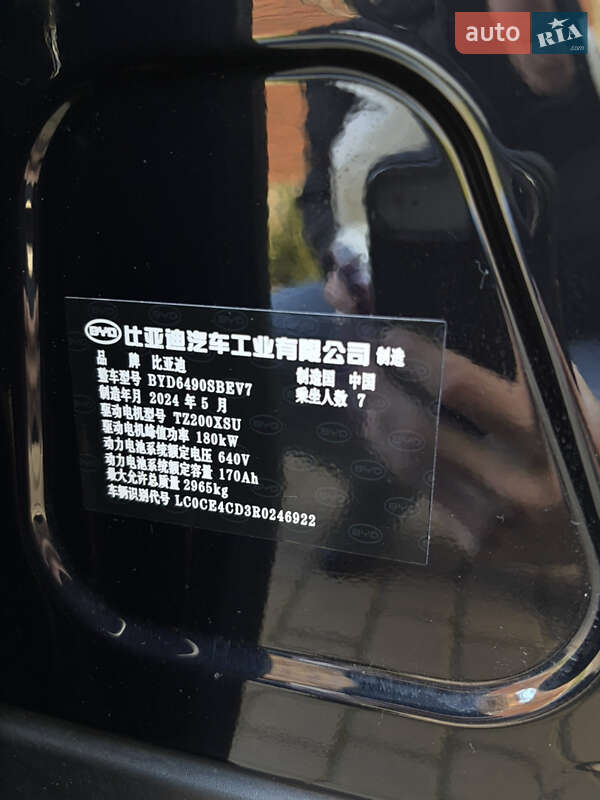 auto RIA .com
BYD 比亚迪汽车工业有限公司 制造
品 牌 比亚迪 制造国 中国
整车型号 BYD6490SBEV7 乘坐人数 7
制造年月 2024 年 5 月
驱动电机型号 TZ200XSU
驱动电机峰值功率 180kW
动力电池系统额定电压 640V
动力电池系统额定容量 170Ah
最大允许总质量 2965kg
车辆识别代号 LC0CE4CD3R0246922